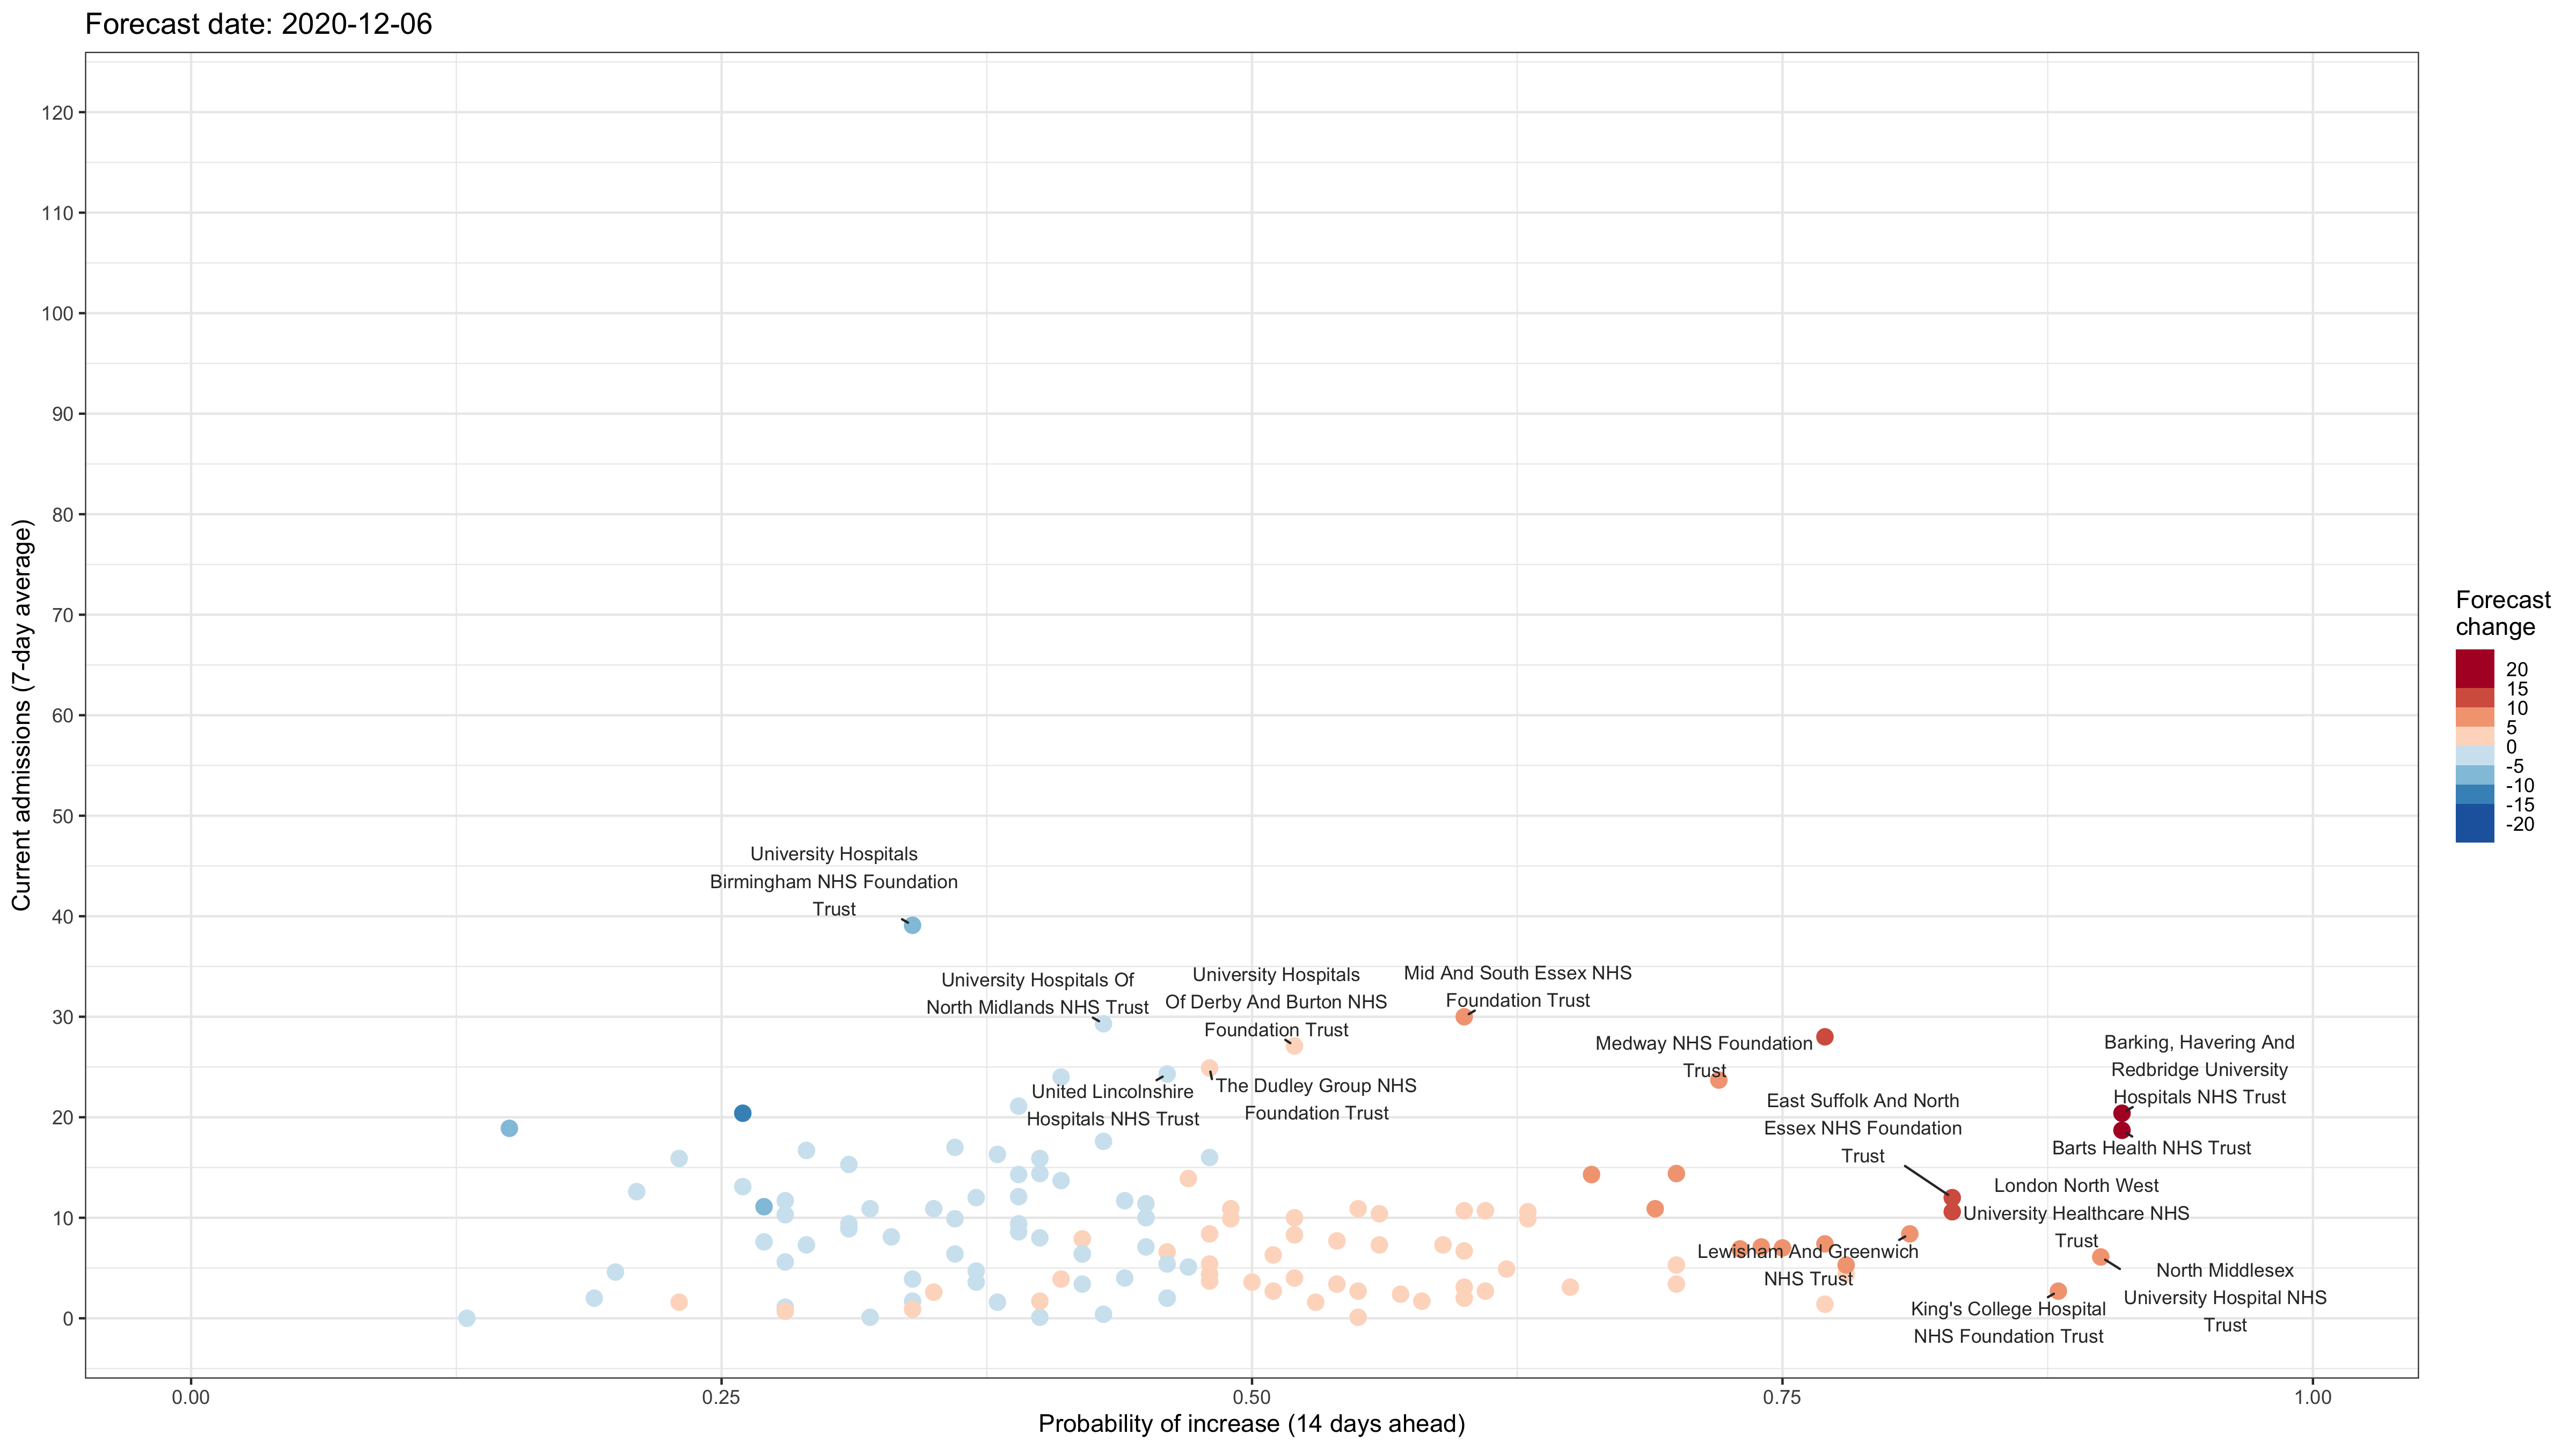 Forecast date: 2020-12-06
Current admissions (7-day average)
120
110
100
90
80
70
60
50
40
30
20
10
0
University Hospitals
Birmingham NHS Foundation
Trust
University Hospitals Of
North Midlands NHS Trust
University Hospitals
Of Derby And Burton NHS
Foundation Trust
Mid And South Essex NHS
Foundation Trust
Medway NHS Foundation
Trust
Barking, Havering And
Redbridge University
Hospitals NHS Trust
United Lincolnshire
Hospitals NHS Trust
The Dudley Group NHS
Foundation Trust
East Suffolk And North
Essex NHS Foundation
Trust
Barts Health NHS Trust
London North West
University Healthcare NHS
Trust
Lewisham And Greenwich
NHS Trust
North Middlesex
University Hospital NHS
Trust
King's College Hospital
NHS Foundation Trust
0.00
0.25
0.50
0.75
1.00
Probability of increase (14 days ahead)
Forecast
change
20
15
10
5
0
-5
-10
-15
-20